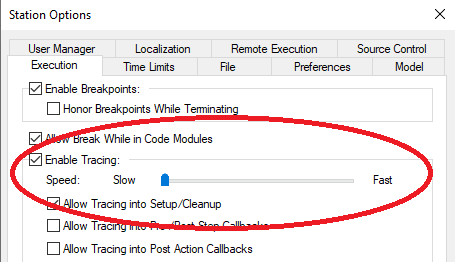 Station Options
User Manager Localization Remote Execution Source Control
Execution Time Limits File Preferences Model
Enable Breakpoints:
Honor Breakpoints While Terminating
Allow Break While in Code Modules
Enable Tracing:
Speed: Slow Fast
Allow Tracing into Setup/Cleanup
Allow Tracing into Pre/Post Step Callbacks
Allow Tracing into Post Action Callbacks